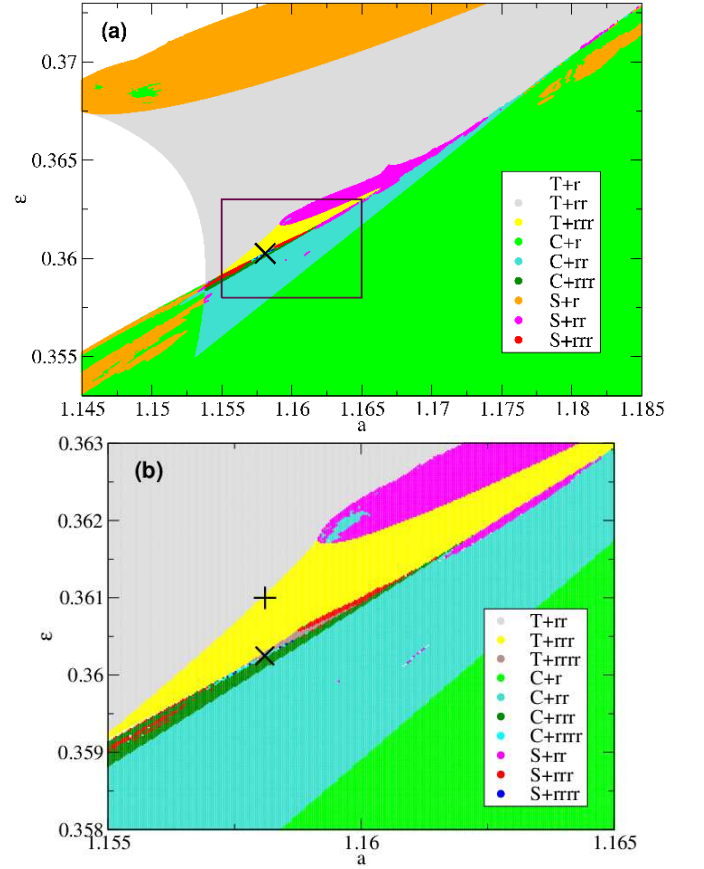 (a)
0.37
0.365
0.36
0.355
ε
T+r
T+rr
T+rrr
C+r
C+rr
C+rrr
S+r
S+rr
S+rrr
1.145 1.15 1.155 1.16 1.165 1.17 1.175 1.18 1.185
a
(b)
0.363
0.362
0.361
0.36
0.359
0.358
ε
T+rr
T+rrr
T+rrrr
C+r
C+rr
C+rrr
C+rrrr
S+rr
S+rrr
S+rrrr
1.155 1.16 1.165
a